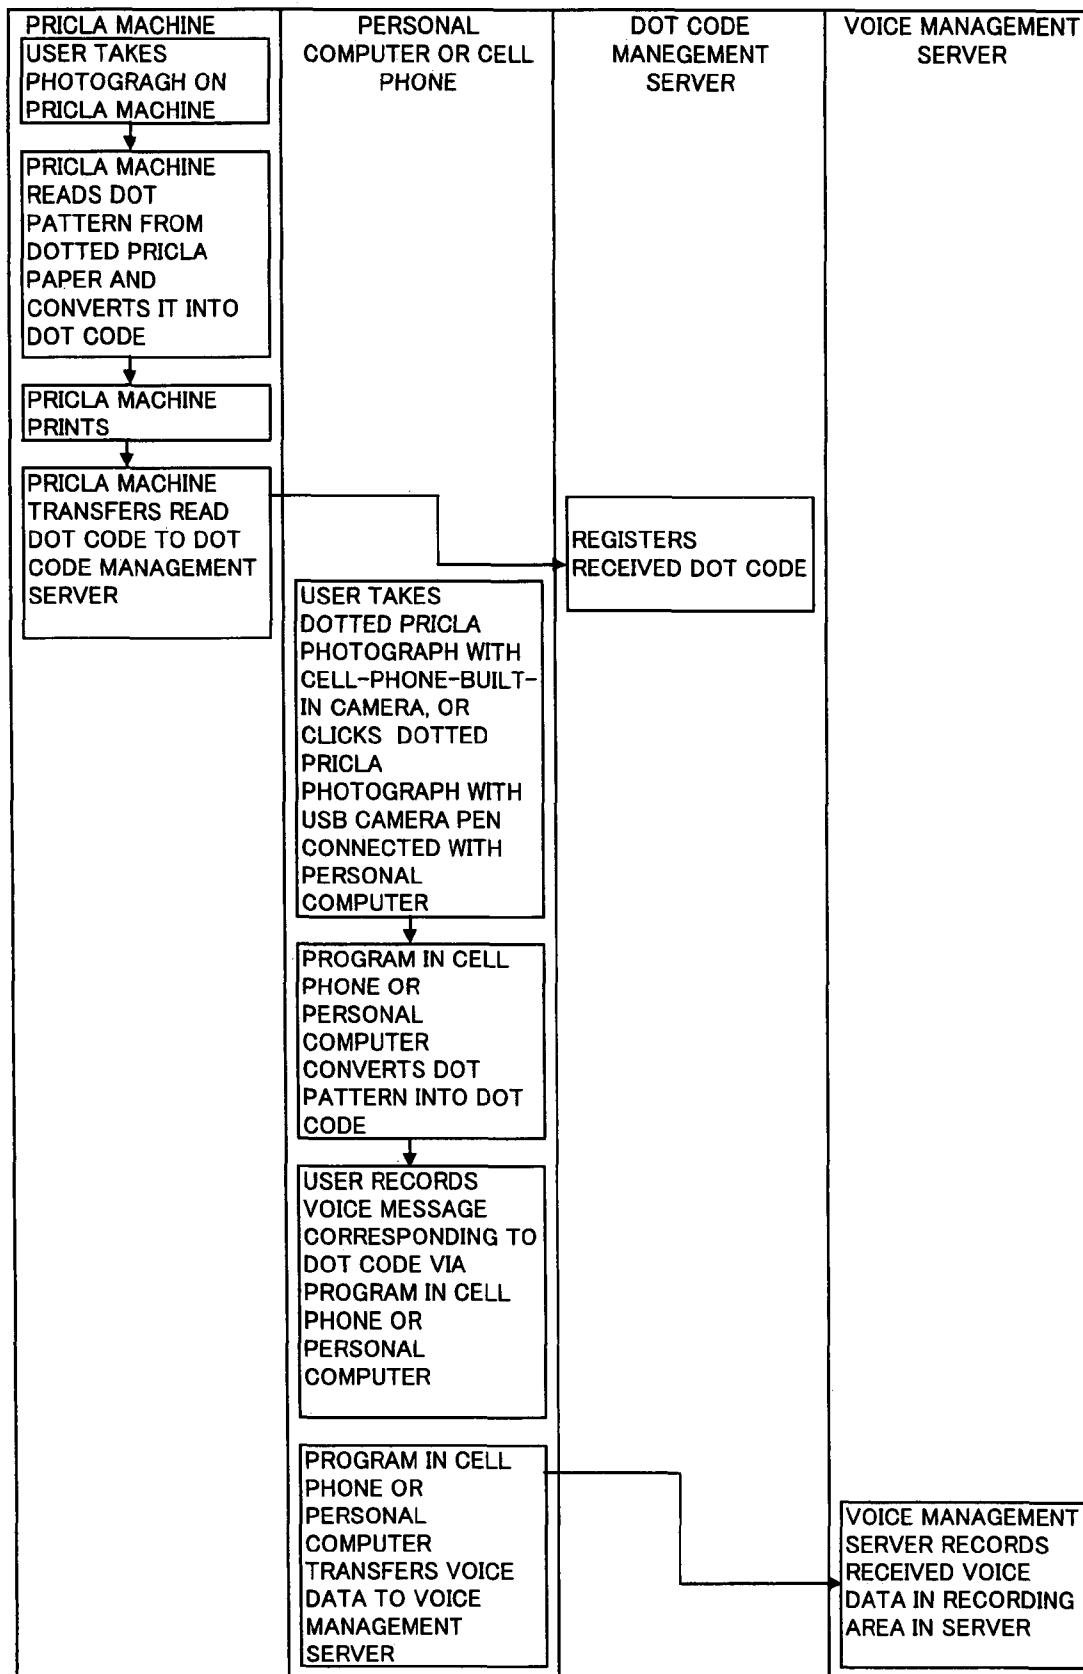 PRICLA MACHINE
USER TAKES
PHOTOGRAGH ON
PRICLA MACHINE
PRICLA MACHINE
READS DOT
PATTERN FROM
DOTTED PRICLA
PAPER AND
CONVERTS IT INTO
DOT CODE
PRICLA MACHINE
PRINTS
PRICLA MACHINE
TRANSFERS READ
DOT CODE TO DOT
CODE MANAGEMENT
SERVER
PERSONAL
COMPUTER OR CELL
PHONE
USER TAKES
DOTTED PRICLA
PHOTOGRAPH WITH
CELL-PHONE-BUILT-
IN CAMERA, OR
CLICKS DOTTED
PRICLA
PHOTOGRAPH WITH
USB CAMERA PEN
CONNECTED WITH
PERSONAL
COMPUTER
PROGRAM IN CELL
PHONE OR
PERSONAL
COMPUTER
CONVERTS DOT
PATTERN INTO DOT
CODE
USER RECORDS
VOICE MESSAGE
CORRESPONDING TO
DOT CODE VIA
PROGRAM IN CELL
PHONE OR
PERSONAL
COMPUTER
PROGRAM IN CELL
PHONE OR
PERSONAL
COMPUTER
TRANSFERS VOICE
DATA TO VOICE
MANAGEMENT
SERVER
DOT CODE
MANEGEMENT
SERVER
REGISTERS
RECEIVED DOT CODE
VOICE MANAGEMENT
SERVER
VOICE MANAGEMENT
SERVER RECORDS
RECEIVED VOICE
DATA IN RECORDING
AREA IN SERVER